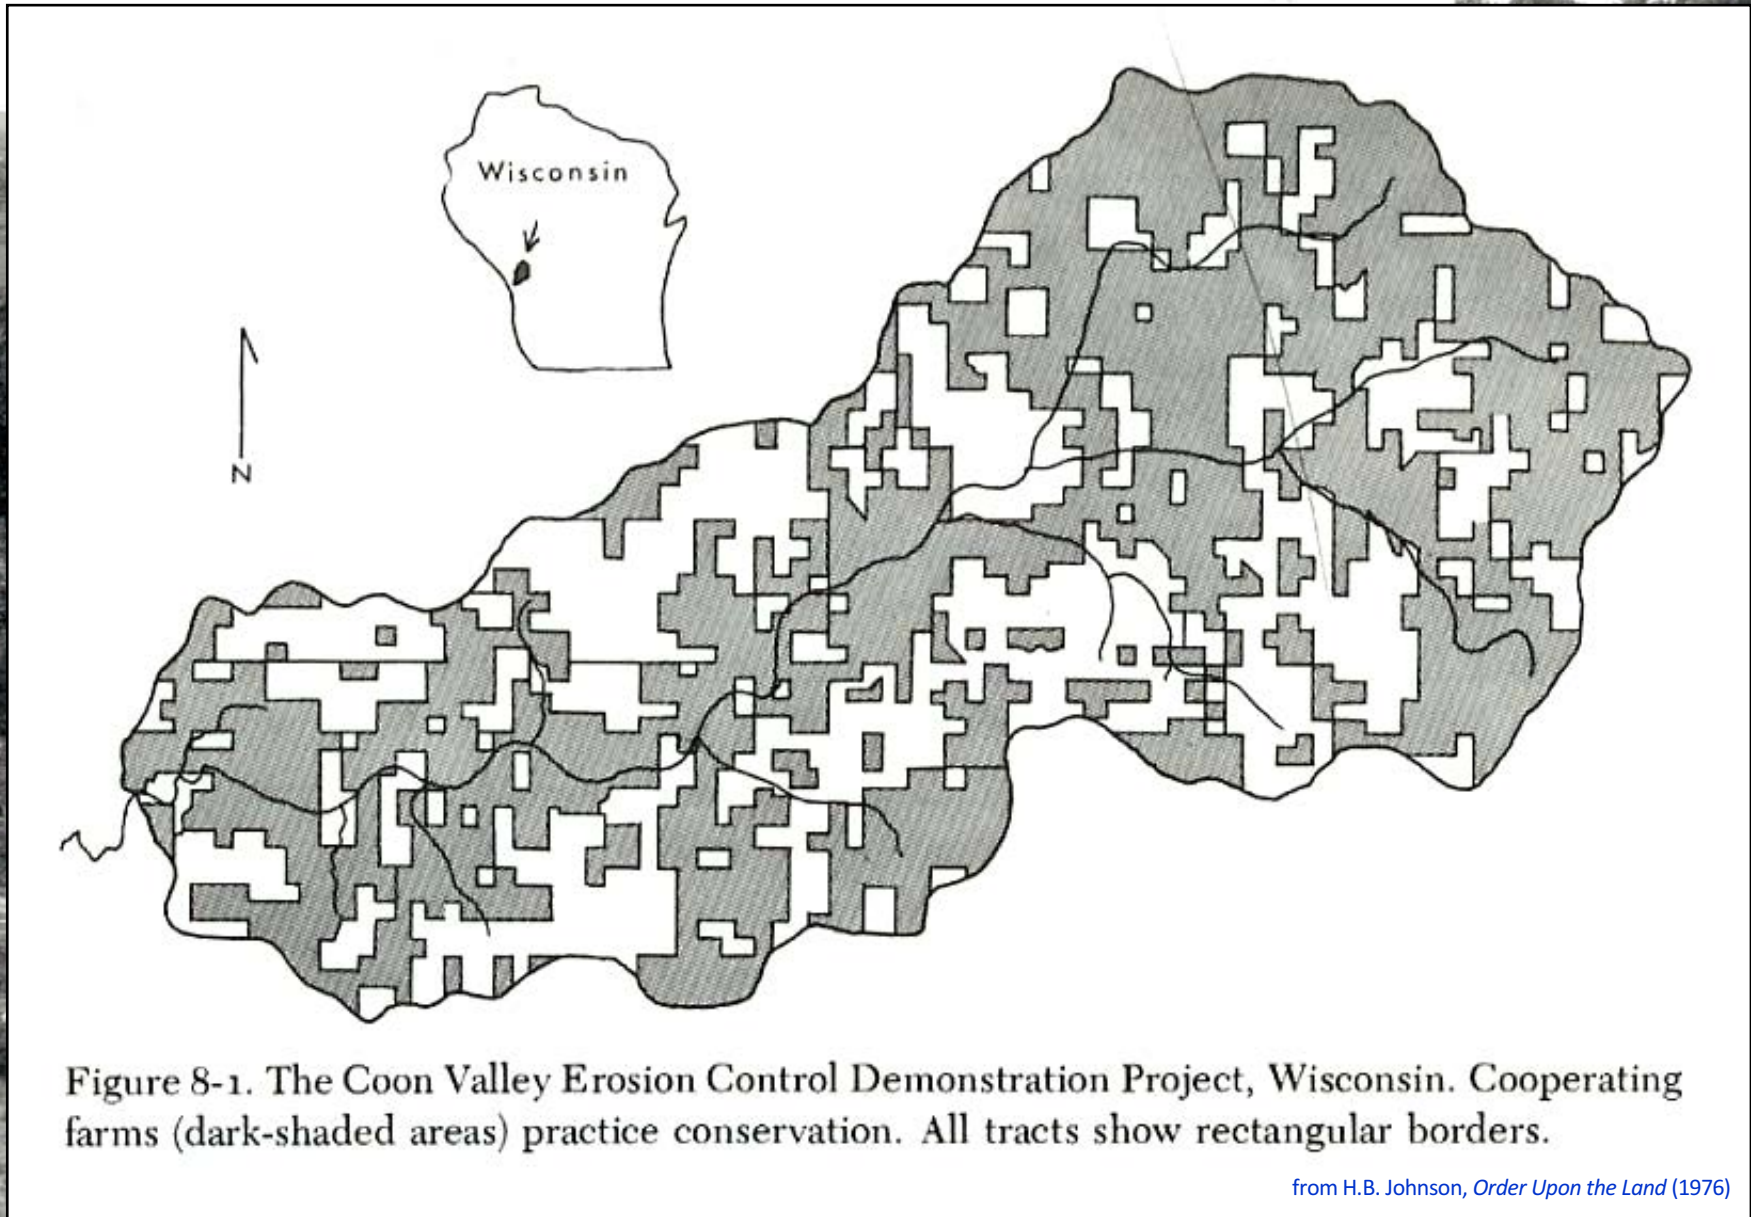 Wisconsin
N
Figure 8-1. The Coon Valley Erosion Control Demonstration Project, Wisconsin. Cooperating
farms (dark-shaded areas) practice conservation. All tracts show rectangular borders.
from H.B. Johnson, Order Upon the Land (1976)